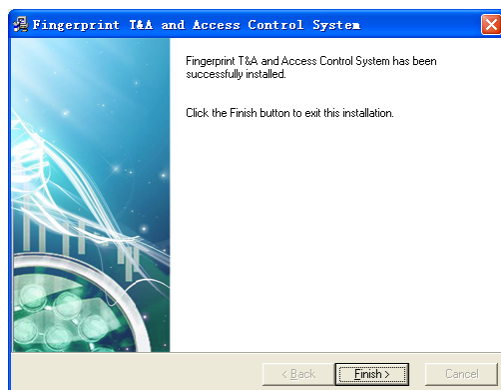 Fingerprint T&A and Access Control System
Fingerprint T&A and Access Control System has been
successfully installed.
Click the Finish button to exit this installation.
< Back
Finish >
Cancel